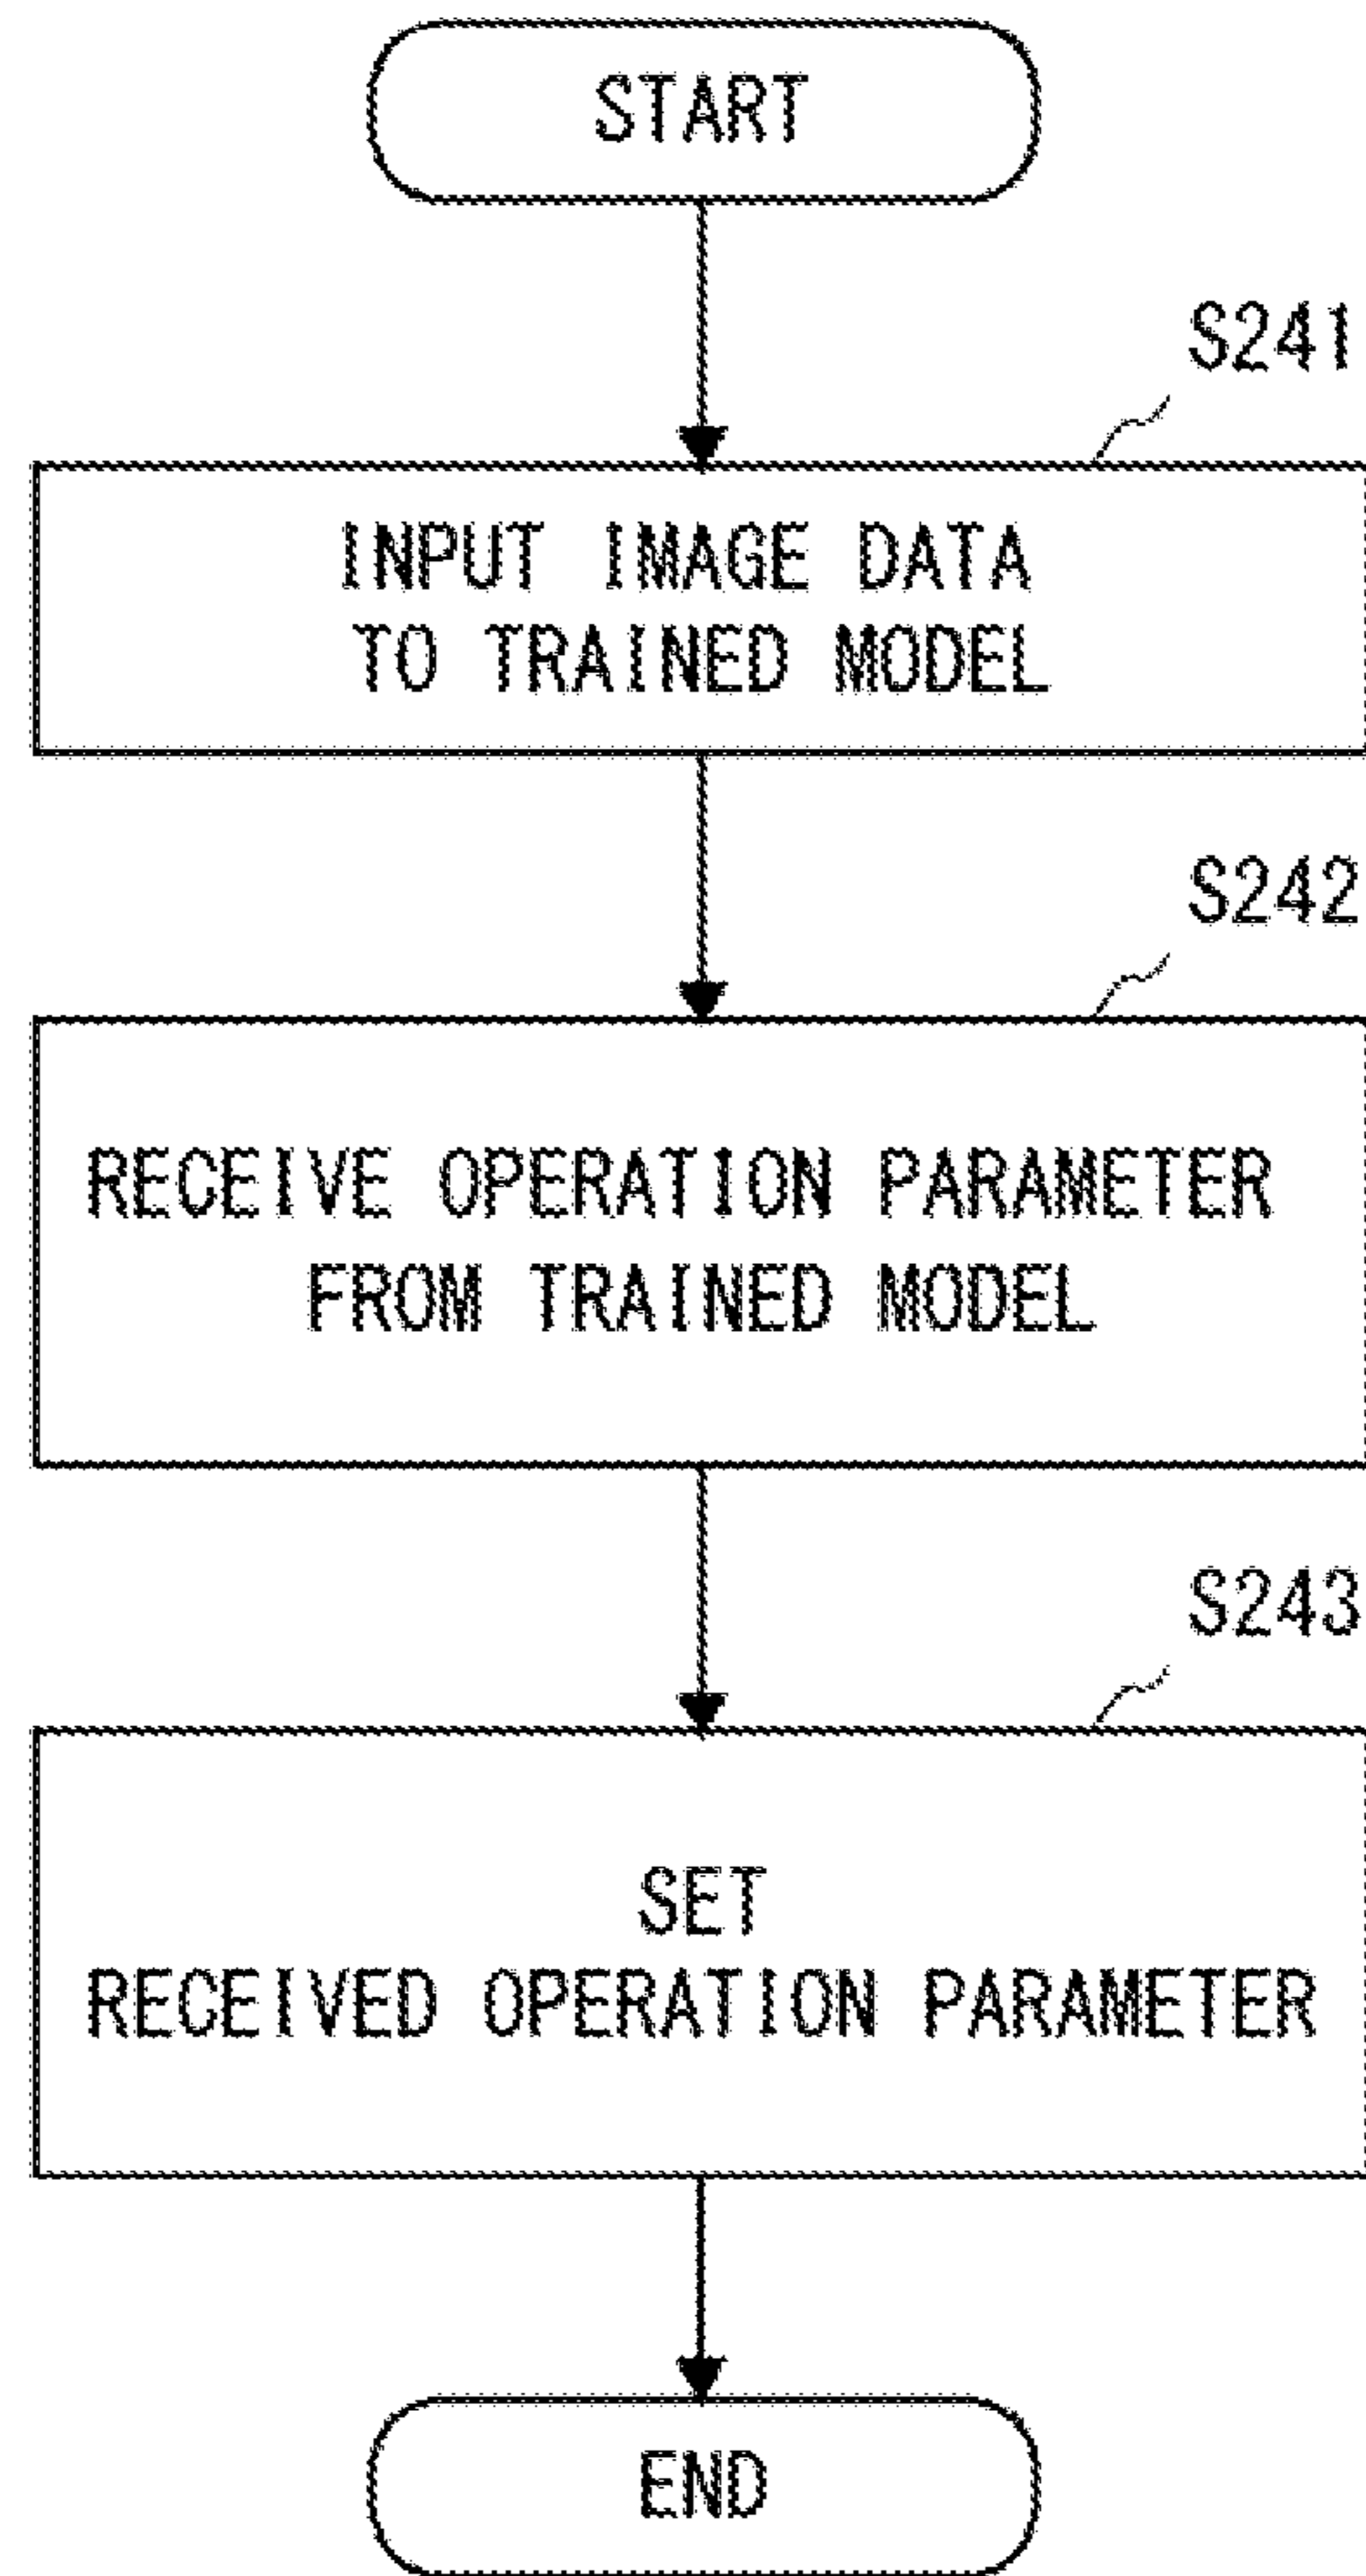 START
S241
INPUT IMAGE DATA
TO TRAINED MODEL
S242
RECEIVE OPERATION PARAMETER
FROM TRAINED MODEL
S243
SET
RECEIVED OPERATION PARAMETER
END